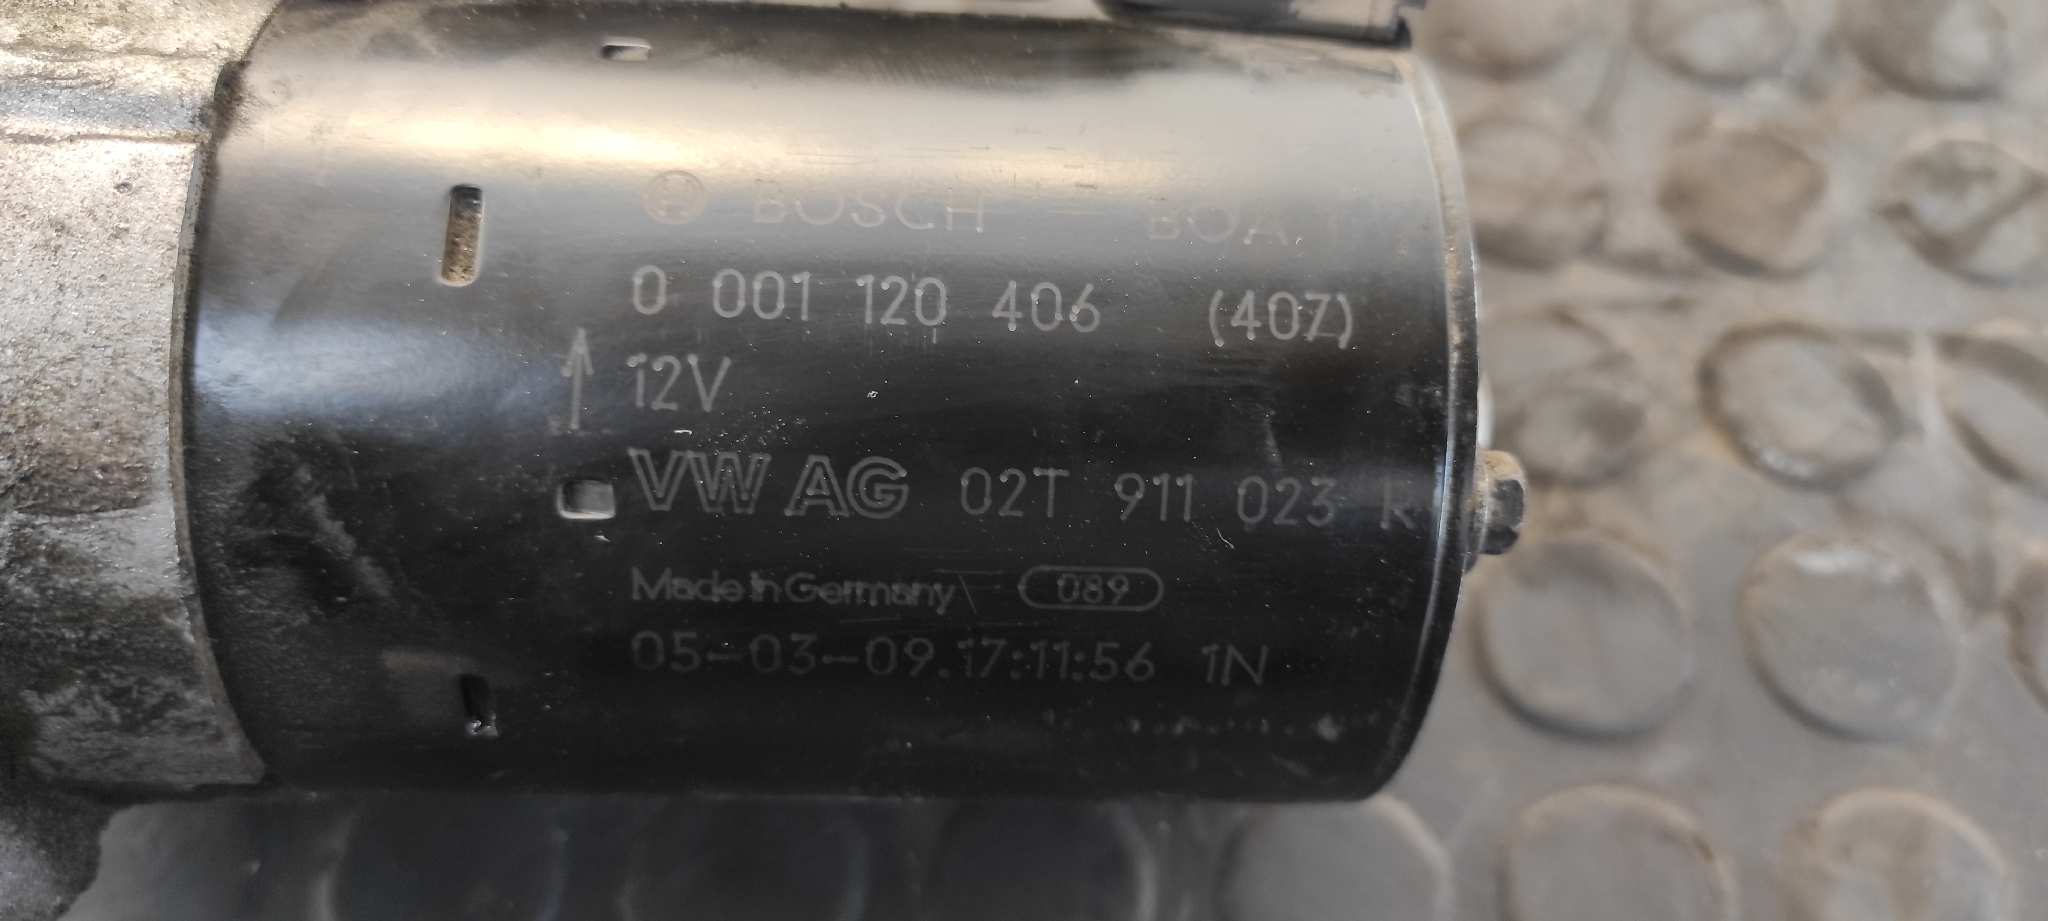 BOSCH BOA.
0 001 120 406 (407)
12V
VW AG 02T 911 023 R
Made in Germany 089
05-03-09.17:11:56 1N